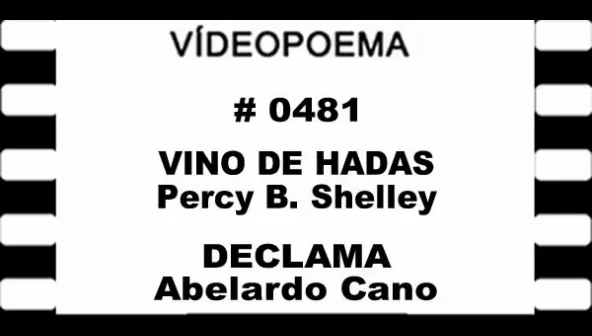 VÍDEOPOEMA
# 0481
VINO DE HADAS
Percy B. Shelley
DECLAMA
Abelardo Cano